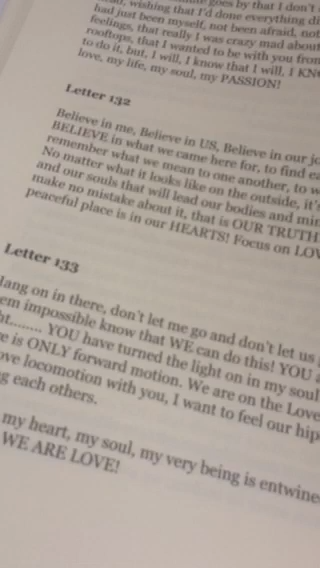 goes by that I don't
wishing that I'd done everything
had just been myself, not been afraid, not
feelings, that really I was crazy mad about
rooftops, that I wanted to be with you from
to do it, but, I will, I know that I will, I
love, my life, my soul, my PASSION!
Letter 132
Believe in me, Believe in US, Believe in our
BELIEVE in what we came here for, to find
remember what we mean to one another, to
No matter what it looks like on the outside, it's
and our souls that will lead our bodies and
make no mistake about it, that is OUR TRUTH
peaceful place is in our HEARTS! Focus on
Letter 133
Hang on in there, don't let me go and don't let us
em impossible know that WE can do this! YOU
ht........ YOU have turned the light on in my soul
e is ONLY forward motion. We are on the Love
ove locomotion with you, I want to feel our hip
g each others.
my heart, my soul, my very being is entwine
WE ARE LOVE!